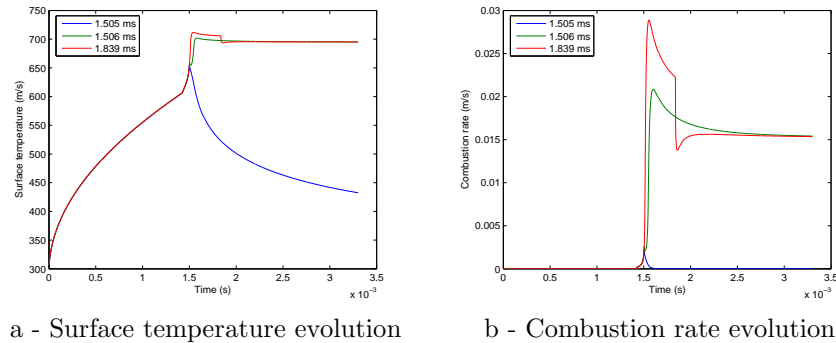 750
700
650
600
550
500
450
400
350
300
Surface temperature (m/s)
1.505 ms
1.506 ms
1.839 ms
0
0.5
1
1.5
2
2.5
3
3.5
Time (s)
x 10⁻³
a - Surface temperature evolution
0.03
0.025
0.02
0.015
0.01
0.005
0
Combustion rate (m/s)
1.505 ms
1.506 ms
1.839 ms
0
0.5
1
1.5
2
2.5
3
3.5
Time (s)
x 10⁻³
b - Combustion rate evolution